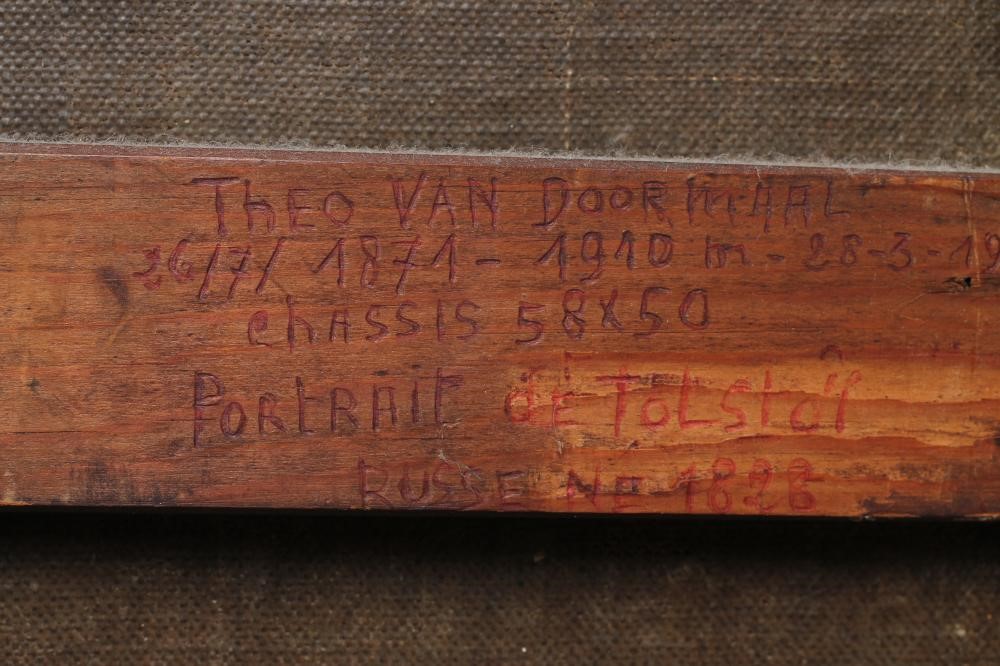 ThEO VAN DOORMAAL
26/7/ 1871 - 1910 m - 28-3-19
ChASSIS 58X50
PORtRAit dE TOLStOï
RUSSE Né 1828